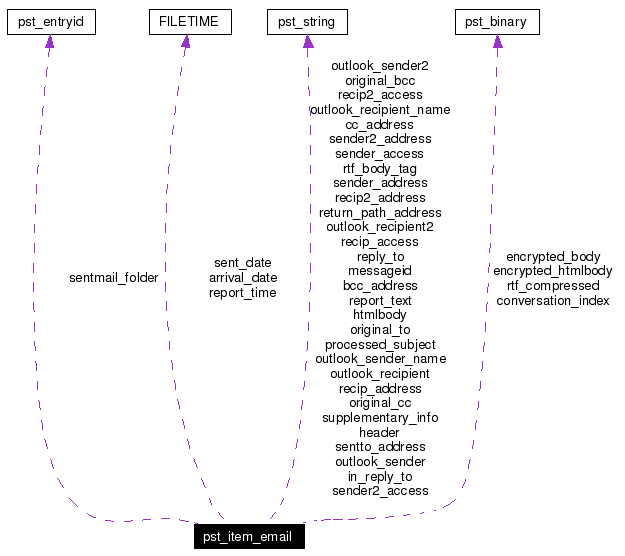 pst_entryid
FILETIME
pst_string
pst_binary
outlook_sender2
original_bcc
recip2_access
outlook_recipient_name
cc_address
sender2_address
sender_access
rtf_body_tag
sender_address
recip2_address
return_path_address
outlook_recipient2
recip_access
reply_to
messageid
bcc_address
report_text
htmlbody
original_to
processed_subject
outlook_sender_name
outlook_recipient
recip_address
original_cc
supplementary_info
header
sentto_address
outlook_sender
in_reply_to
sender2_access
sentmail_folder
sent_date
arrival_date
report_time
encrypted_body
encrypted_htmlbody
rtf_compressed
conversation_index
pst_item_email